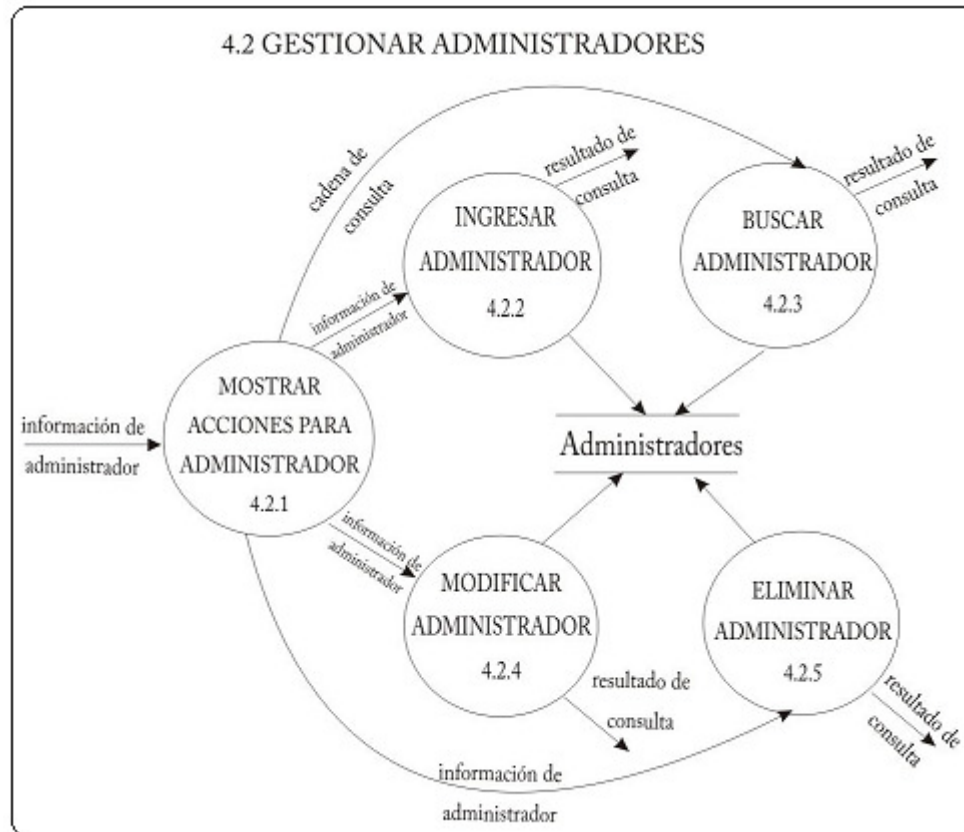 4.2 GESTIONAR ADMINISTRADORES
cadena de
consulta
resultado de
consulta
resultado de
consulta
INGRESAR
ADMINISTRADOR
4.2.2
BUSCAR
ADMINISTRADOR
4.2.3
información de
administrador
MOSTRAR
ACCIONES PARA
ADMINISTRADOR
4.2.1
información de
administrador
Administradores
información de
administrador
MODIFICAR
ADMINISTRADOR
4.2.4
ELIMINAR
ADMINISTRADOR
4.2.5
resultado de
consulta
resultado de
consulta
información de
administrador